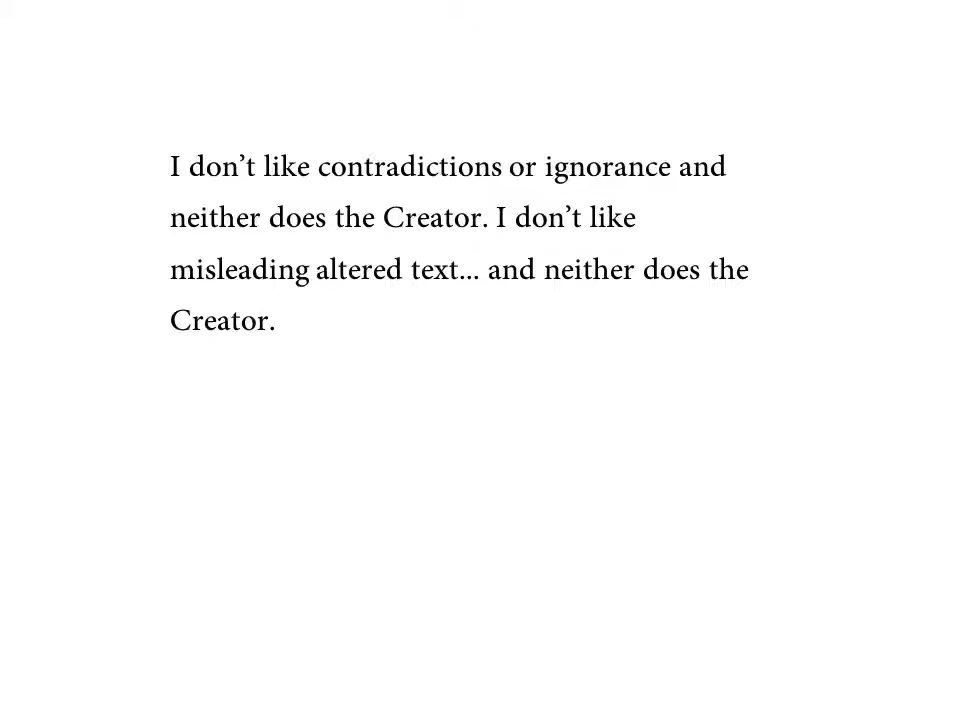 I don’t like contradictions or ignorance and
neither does the Creator. I don’t like
misleading altered text... and neither does the
Creator.